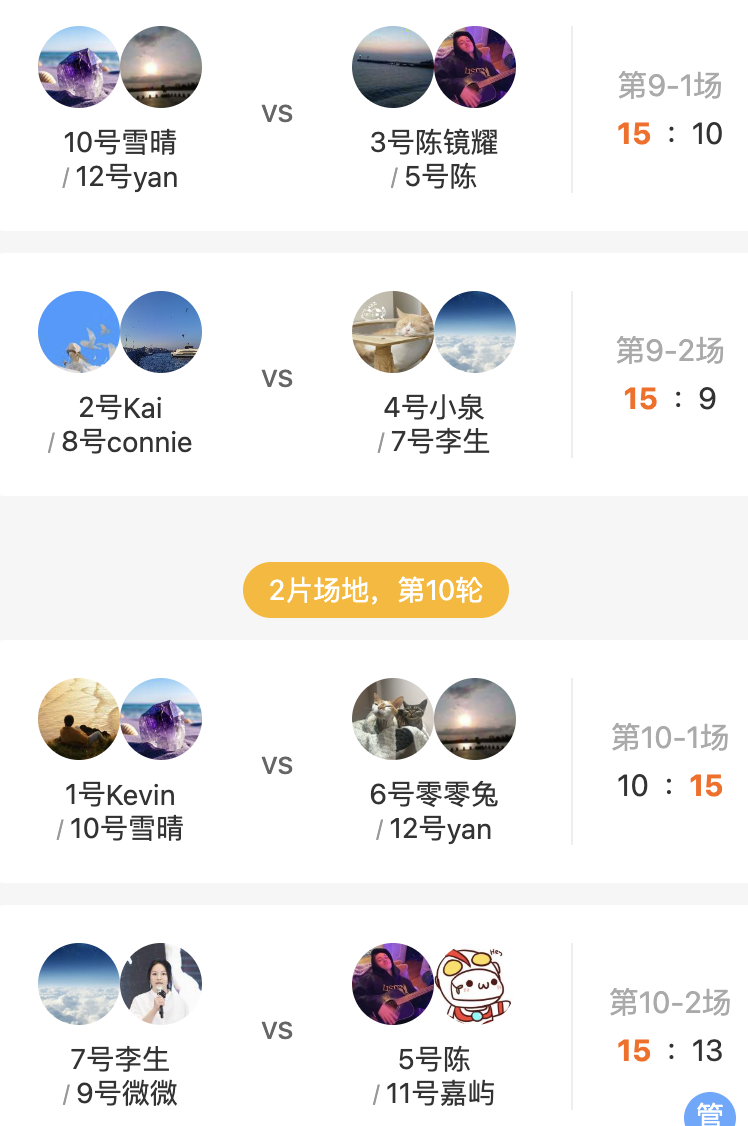 10号雪晴
/ 12号yan
vs
3号陈镜耀
/ 5号陈
第9-1场
15 : 10
2号Kai
/ 8号connie
vs
4号小泉
/ 7号李生
第9-2场
15 : 9
2片场地，第10轮
1号Kevin
/ 10号雪晴
vs
6号零零兔
/ 12号yan
第10-1场
10 : 15
7号李生
/ 9号微微
vs
Hey
5号陈
/ 11号嘉屿
第10-2场
15 : 13
管